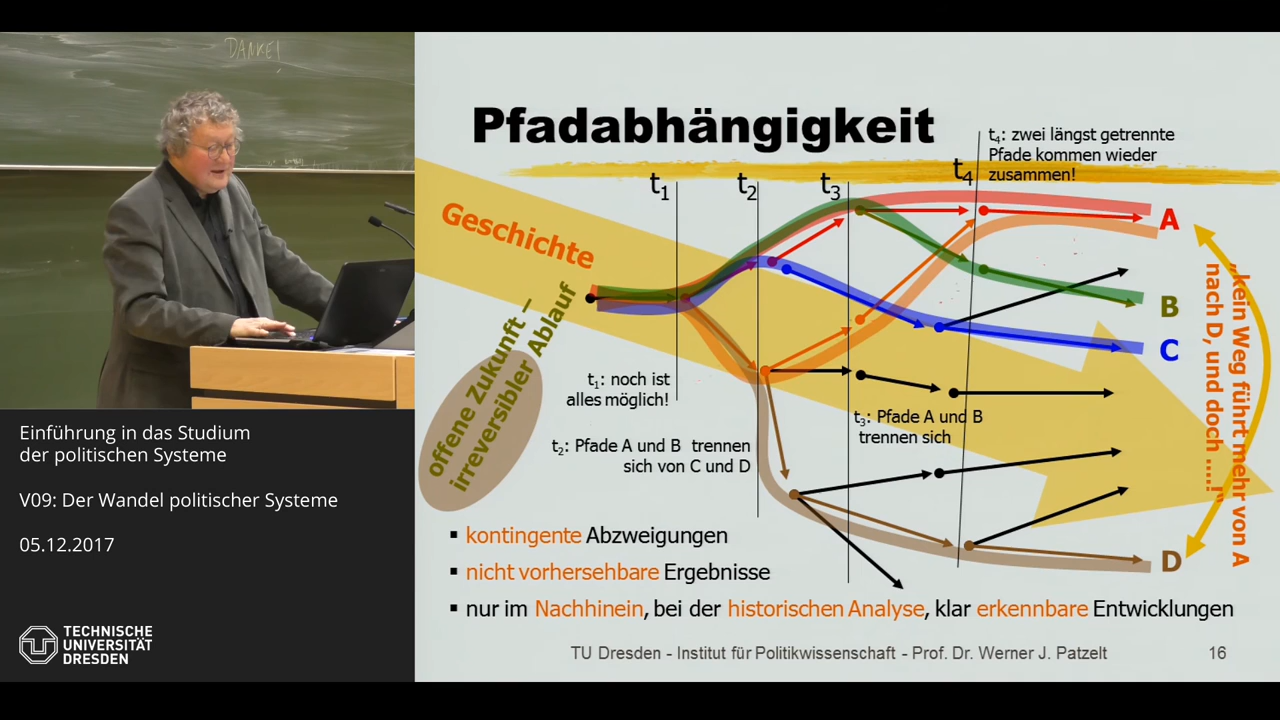 DANKE!
Einführung in das Studium
der politischen Systeme
V09: Der Wandel politischer Systeme
05.12.2017
TECHNISCHE
UNIVERSITÄT
DRESDEN
Pfadabhängigkeit
t4: zwei längst getrennte
Pfade kommen wieder
zusammen!
t1
t2
t3
t4
Geschichte
offene Zukunft –
irreversibler Ablauf
t1: noch ist
alles möglich!
t2: Pfade A und B trennen
sich von C und D
t3: Pfade A und B
trennen sich
A
B
C
D
„kein Weg führt mehr von A
nach D, und doch ....!“
▪ kontingente Abzweigungen
▪ nicht vorhersehbare Ergebnisse
▪ nur im Nachhinein, bei der historischen Analyse, klar erkennbare Entwicklungen
TU Dresden - Institut für Politikwissenschaft - Prof. Dr. Werner J. Patzelt
16